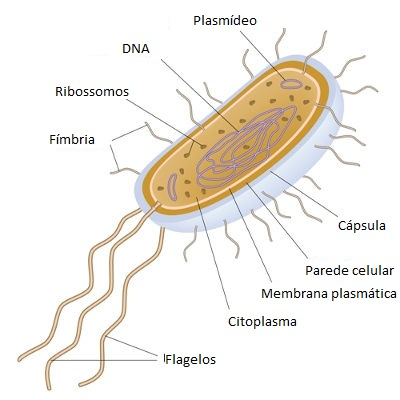 Plasmídeo
DNA
Ribossomos
Fímbria
Cápsula
Parede celular
Membrana plasmática
Citoplasma
Flagelos